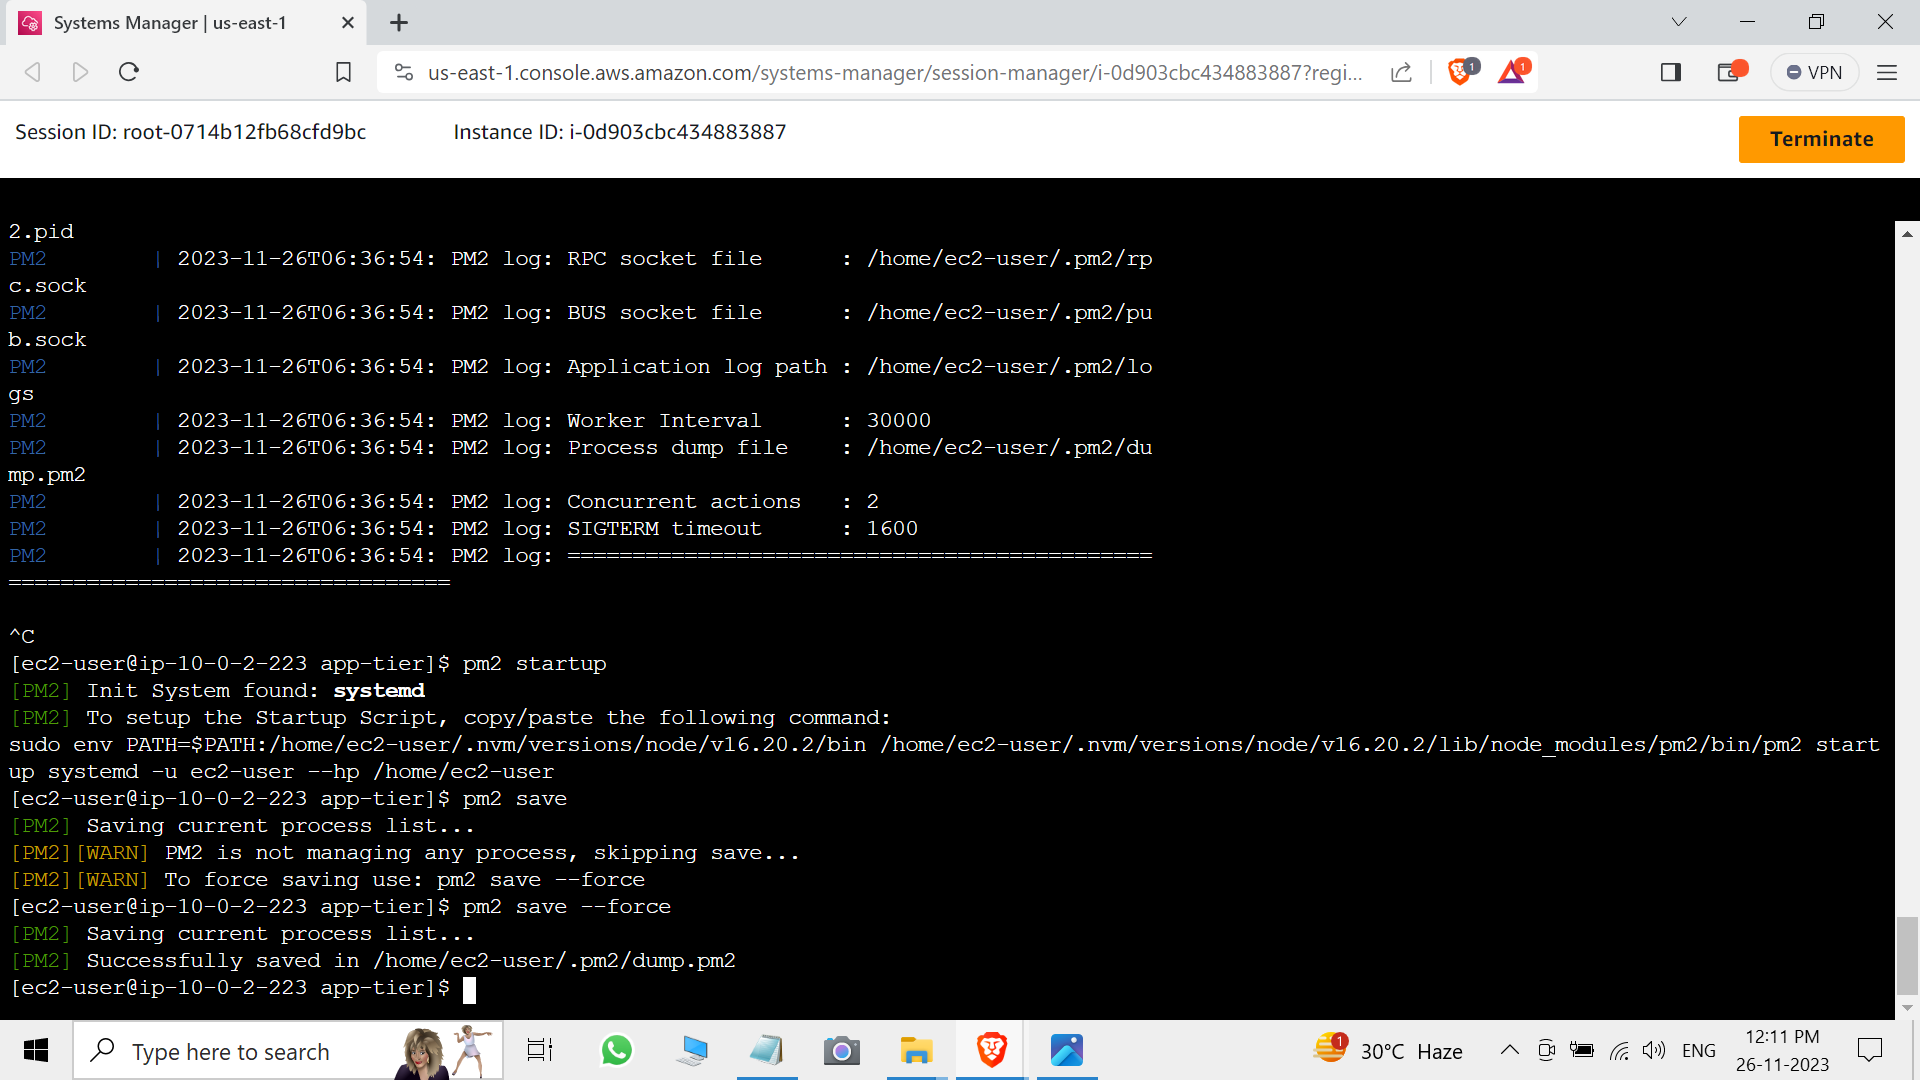 Systems Manager | us-east-1
us-east-1.console.aws.amazon.com/systems-manager/session-manager/i-0d903cbc434883887?regi...
1
1
VPN
Session ID: root-0714b12fb68cfd9bc
Instance ID: i-0d903cbc434883887
Terminate
2.pid
PM2 | 2023-11-26T06:36:54: PM2 log: RPC socket file : /home/ec2-user/.pm2/rp
c.sock
PM2 | 2023-11-26T06:36:54: PM2 log: BUS socket file : /home/ec2-user/.pm2/pu
b.sock
PM2 | 2023-11-26T06:36:54: PM2 log: Application log path : /home/ec2-user/.pm2/lo
gs
PM2 | 2023-11-26T06:36:54: PM2 log: Worker Interval : 30000
PM2 | 2023-11-26T06:36:54: PM2 log: Process dump file : /home/ec2-user/.pm2/du
mp.pm2
PM2 | 2023-11-26T06:36:54: PM2 log: Concurrent actions : 2
PM2 | 2023-11-26T06:36:54: PM2 log: SIGTERM timeout : 1600
PM2 | 2023-11-26T06:36:54: PM2 log: =============================================
==================================
^C
[ec2-user@ip-10-0-2-223 app-tier]$ pm2 startup
[PM2] Init System found: systemd
[PM2] To setup the Startup Script, copy/paste the following command:
sudo env PATH=$PATH:/home/ec2-user/.nvm/versions/node/v16.20.2/bin /home/ec2-user/.nvm/versions/node/v16.20.2/lib/node_modules/pm2/bin/pm2 start
up systemd -u ec2-user --hp /home/ec2-user
[ec2-user@ip-10-0-2-223 app-tier]$ pm2 save
[PM2] Saving current process list...
[PM2][WARN] PM2 is not managing any process, skipping save...
[PM2][WARN] To force saving use: pm2 save --force
[ec2-user@ip-10-0-2-223 app-tier]$ pm2 save --force
[PM2] Saving current process list...
[PM2] Successfully saved in /home/ec2-user/.pm2/dump.pm2
[ec2-user@ip-10-0-2-223 app-tier]$
Type here to search
1
30°C Haze
ENG
12:11 PM
26-11-2023